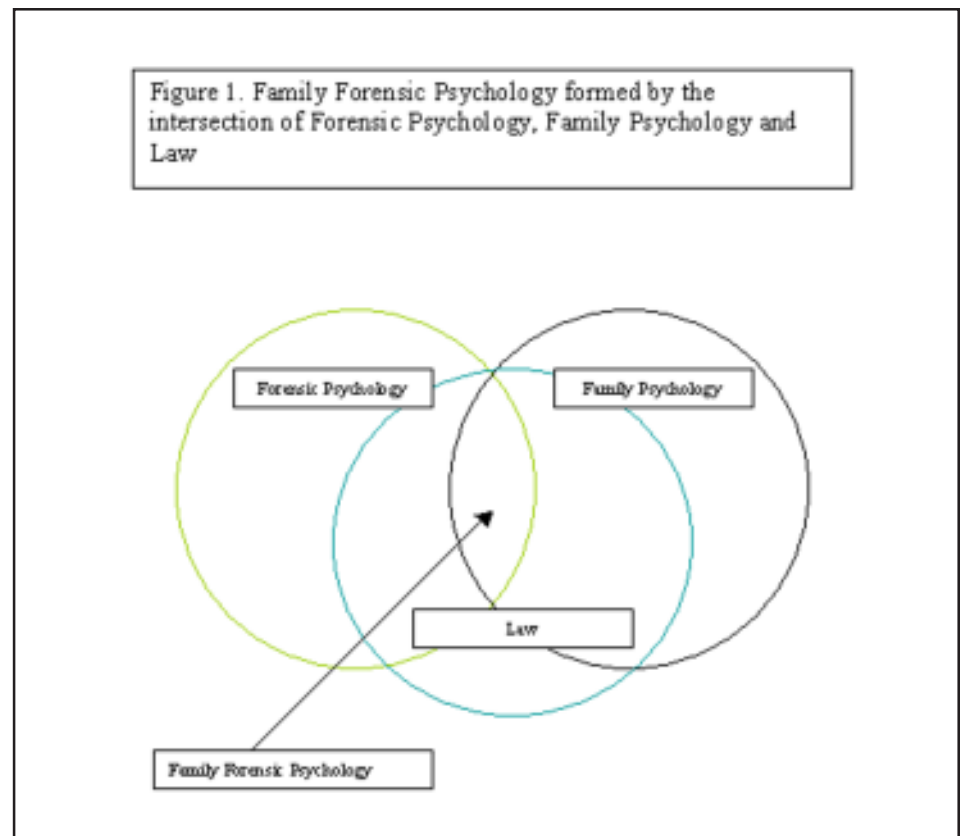 Figure 1. Family Forensic Psychology formed by the
intersection of Forensic Psychology, Family Psychology and
Law
Forensic Psychology
Family Psychology
Law
Family Forensic Psychology